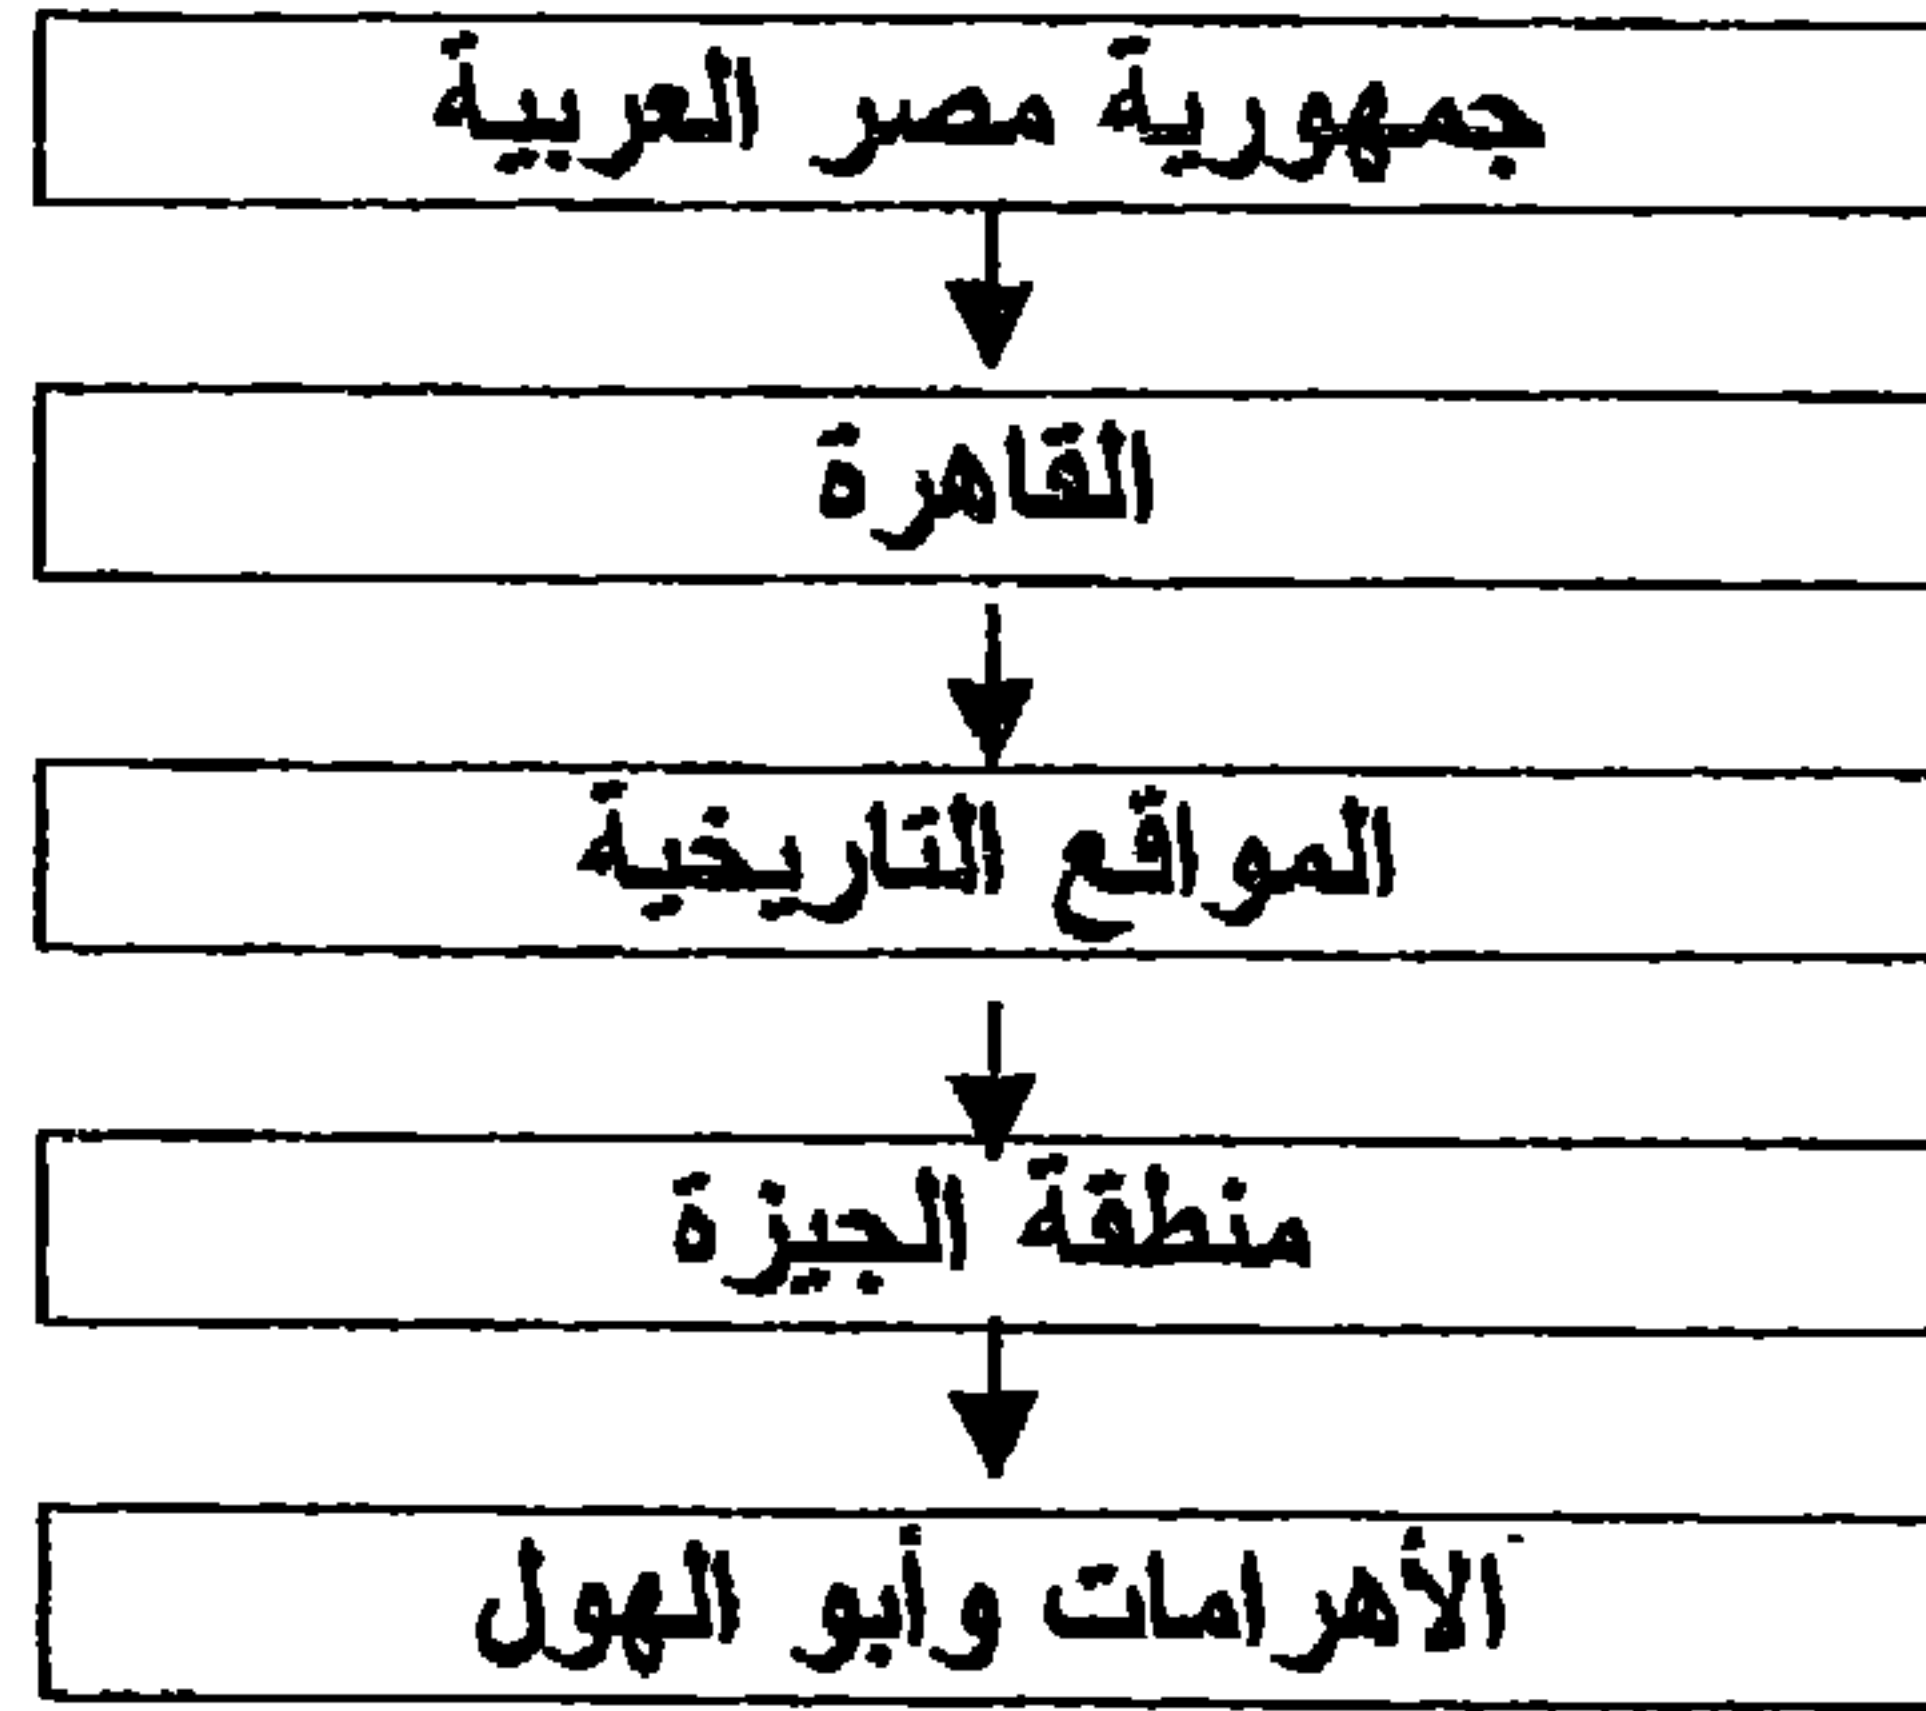 جمهورية مصر العربية
القاهرة
المواقع التاريخية
منطقة الجيزة
الأهرامات وأبو الهول